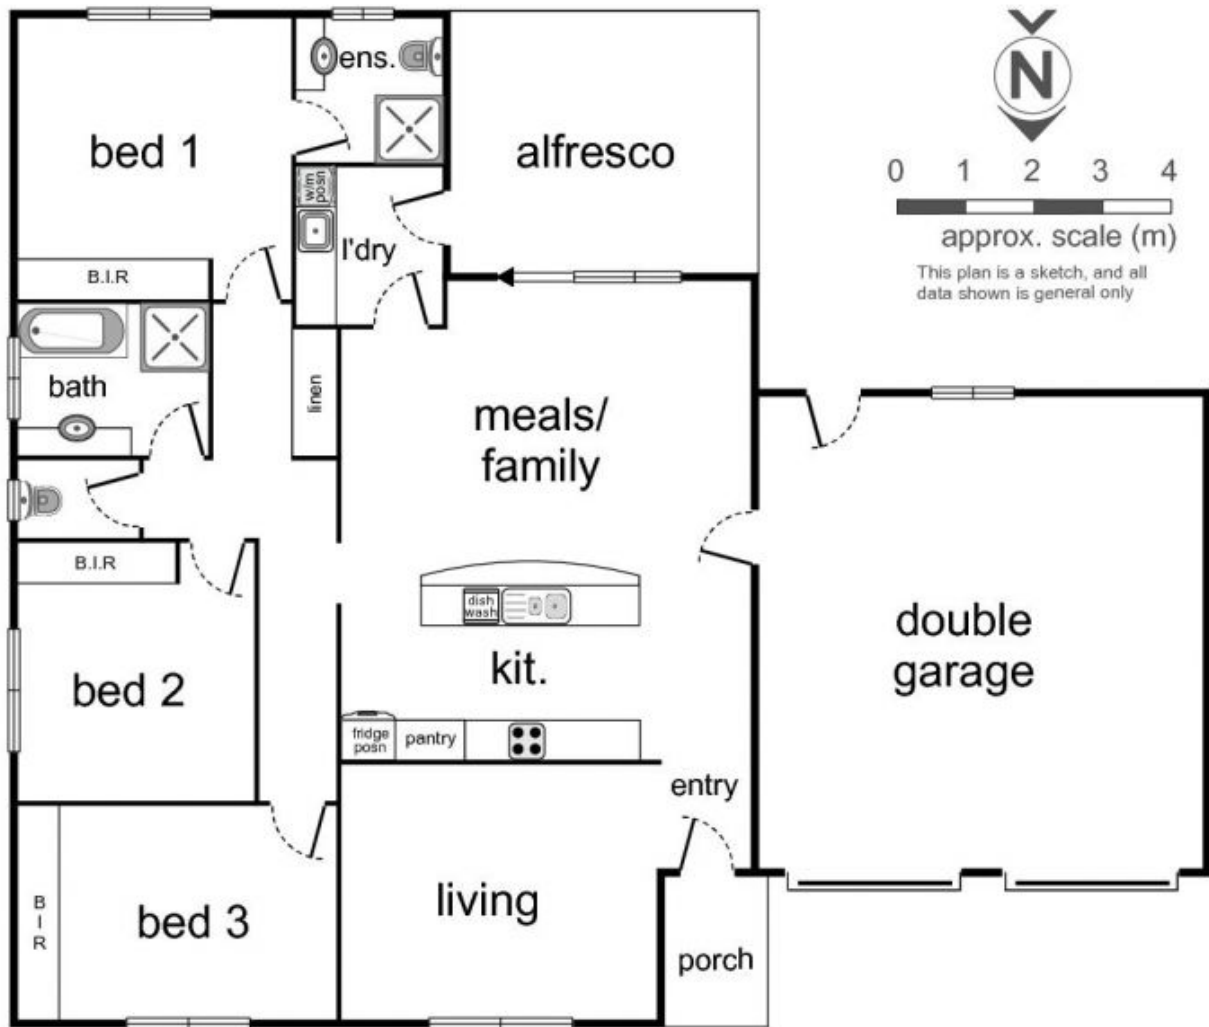 ens.
N
bed 1
alfresco
0 1 2 3 4
w/m
posn
approx. scale (m)
l'dry
This plan is a sketch, and all
data shown is general only
B.I.R
bath
linen
meals/
family
B.I.R
dish
wash
double
garage
kit.
bed 2
fridge
posn
pantry
entry
living
B
I
R
bed 3
porch